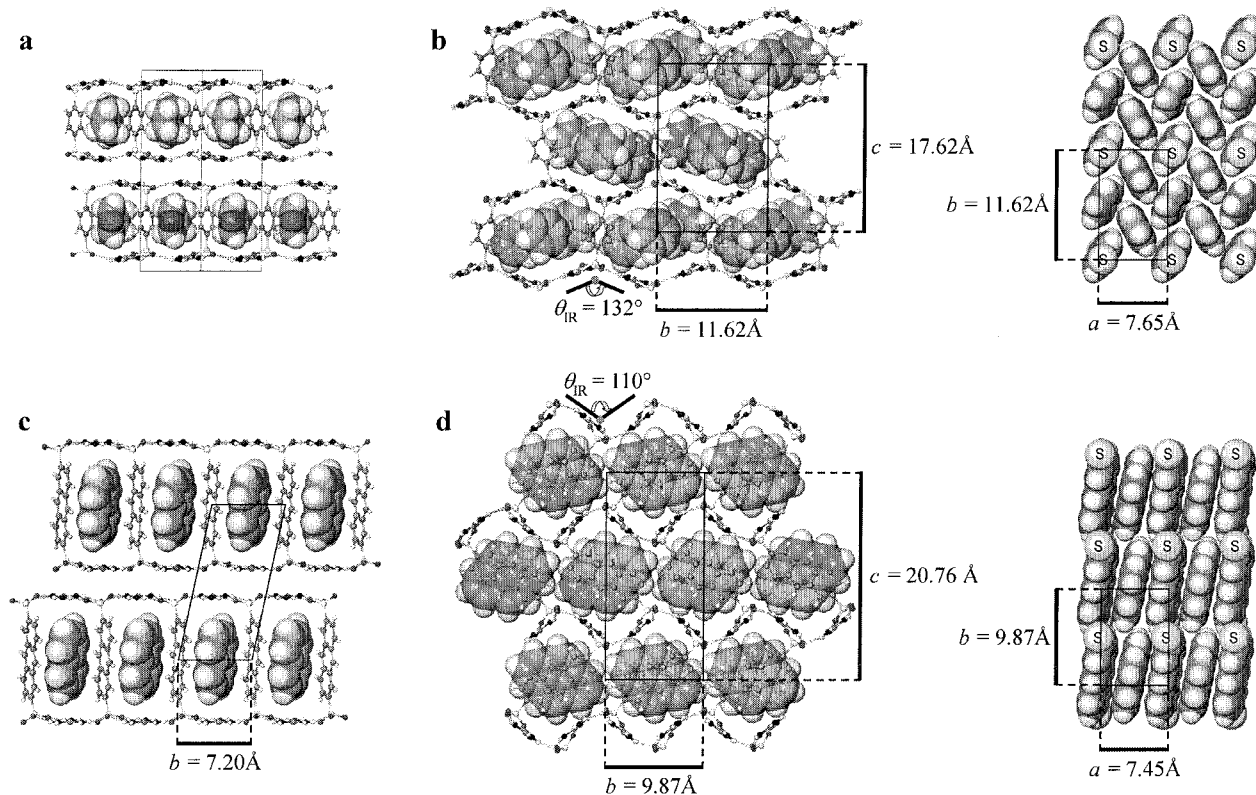 a
b
c = 17.62Å
θIR = 132°
b = 11.62Å
S S S
S S S
b = 11.62Å
S S S
a = 7.65Å
c
b = 7.20Å
d
θIR = 110°
c = 20.76 Å
b = 9.87Å
S S S
S S S
b = 9.87Å
S S S
a = 7.45Å